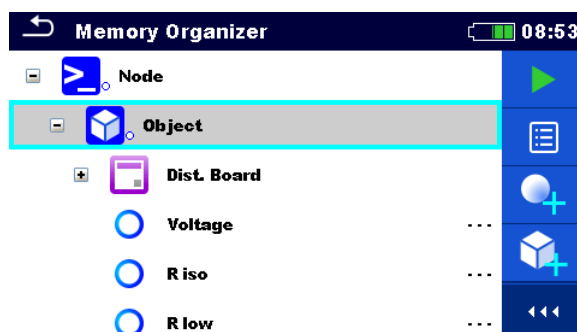 Memory Organizer 08:53
Node
Object
Dist. Board
Voltage ---
R iso ---
R low ---